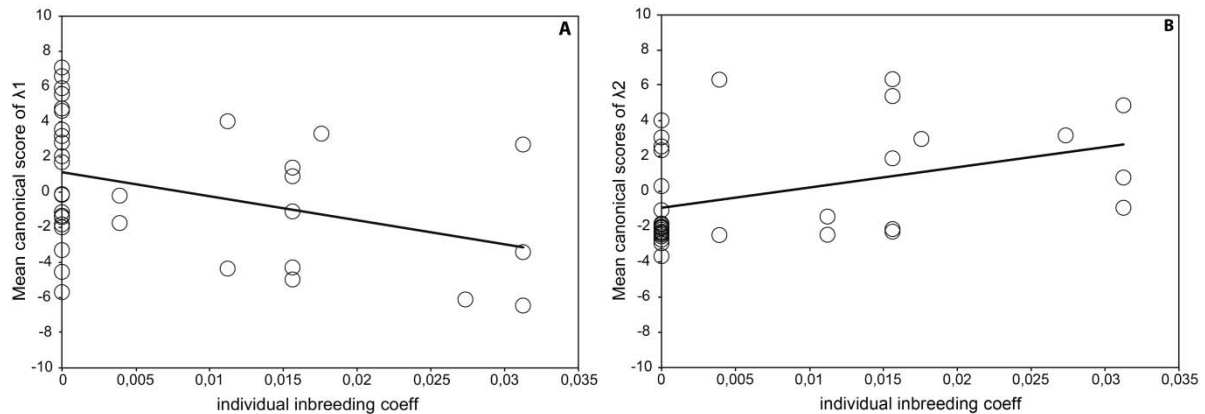 A
Mean canonical score of λ1
10
8
6
4
2
0
-2
-4
-6
-8
-10
0 0,005 0,01 0,015 0,02 0,025 0,03 0,035
individual inbreeding coeff
B
Mean canonical scores of λ2
10
8
6
4
2
0
-2
-4
-6
-8
-10
0 0,005 0,01 0,015 0,02 0,025 0,03 0,035
individual inbreeding coeff